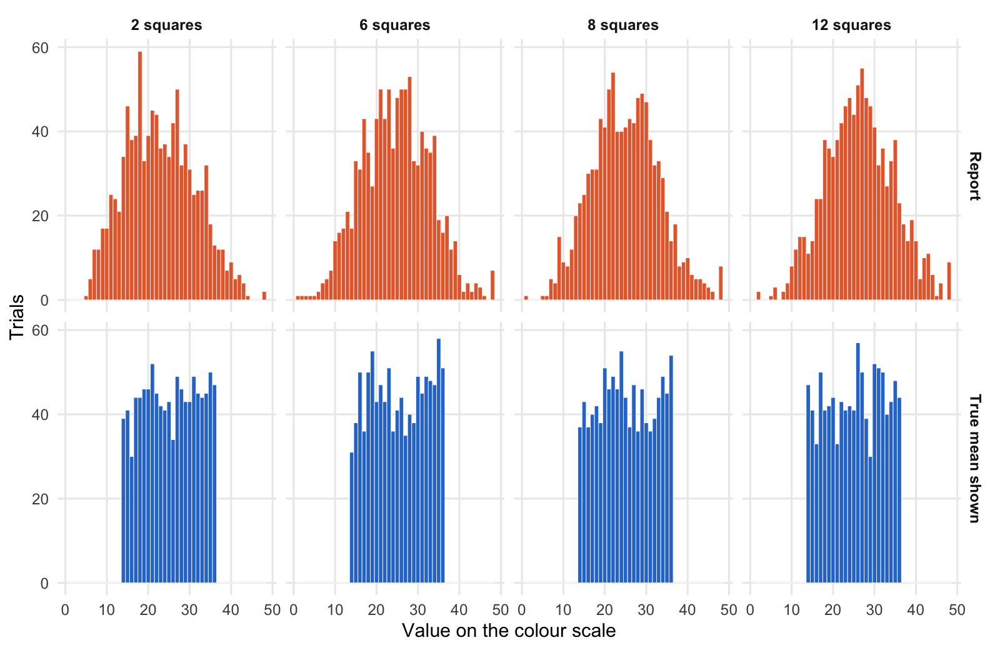 2 squares 6 squares 8 squares 12 squares
60
40
20
0
Report
60
40
20
0
True mean shown
Trials
0 10 20 30 40 50 0 10 20 30 40 50 0 10 20 30 40 50 0 10 20 30 40 50
Value on the colour scale